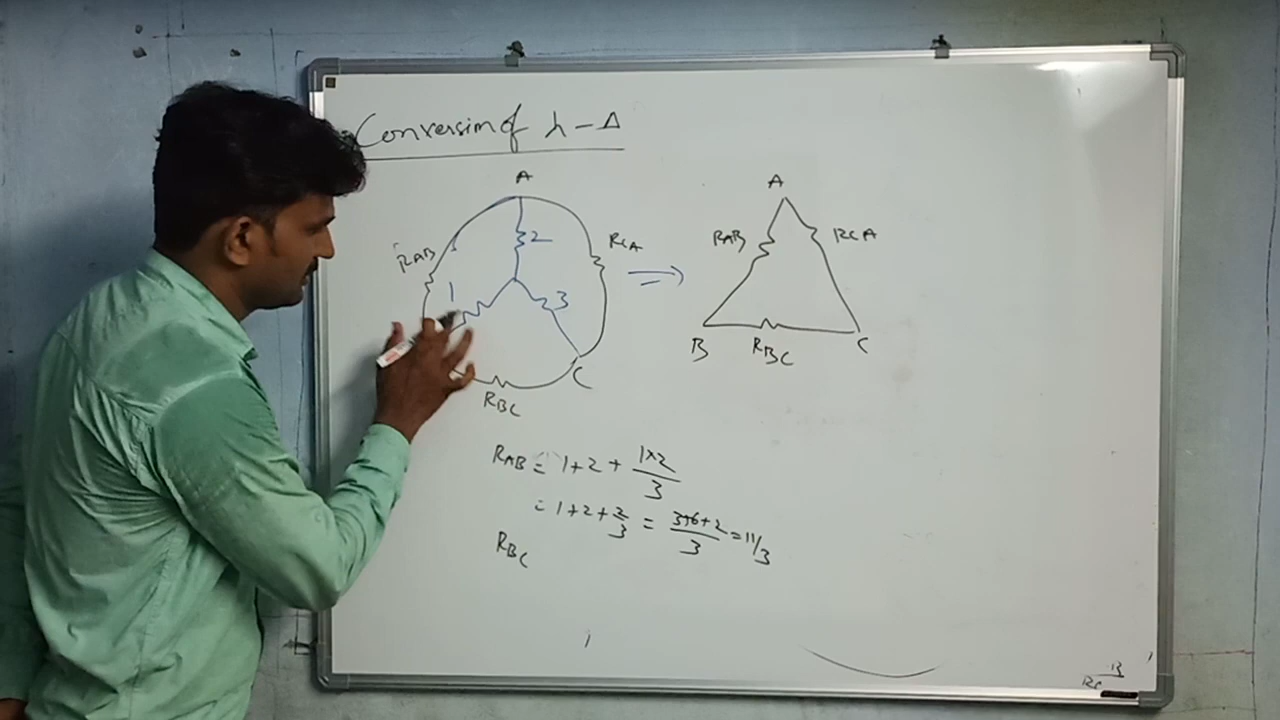 Conversion of ⅄ - Δ
A
A
RAB
2
RCA
RAB
RCA
1
3
C
B
RBC
C
RBC
RAB = 1+2+ 1×2/3
= 1+2+2/3 = 3+6+2/3 = 11/3
RBC